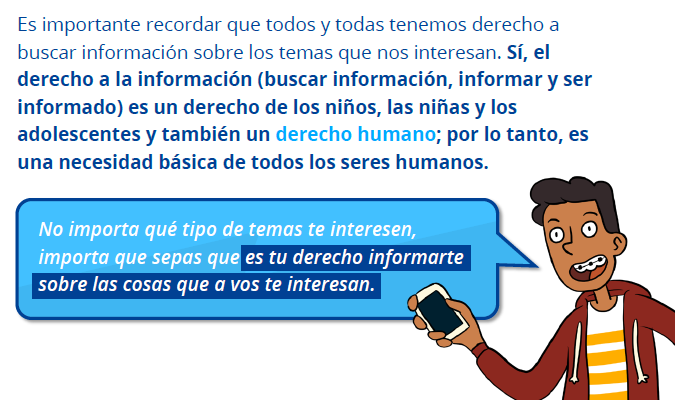 Es importante recordar que todos y todas tenemos derecho a
buscar información sobre los temas que nos interesan. Sí, el
derecho a la información (buscar información, informar y ser
informado) es un derecho de los niños, las niñas y los
adolescentes y también un derecho humano; por lo tanto, es
una necesidad básica de todos los seres humanos.
No importa qué tipo de temas te interesen,
importa que sepas que es tu derecho informarte
sobre las cosas que a vos te interesan.